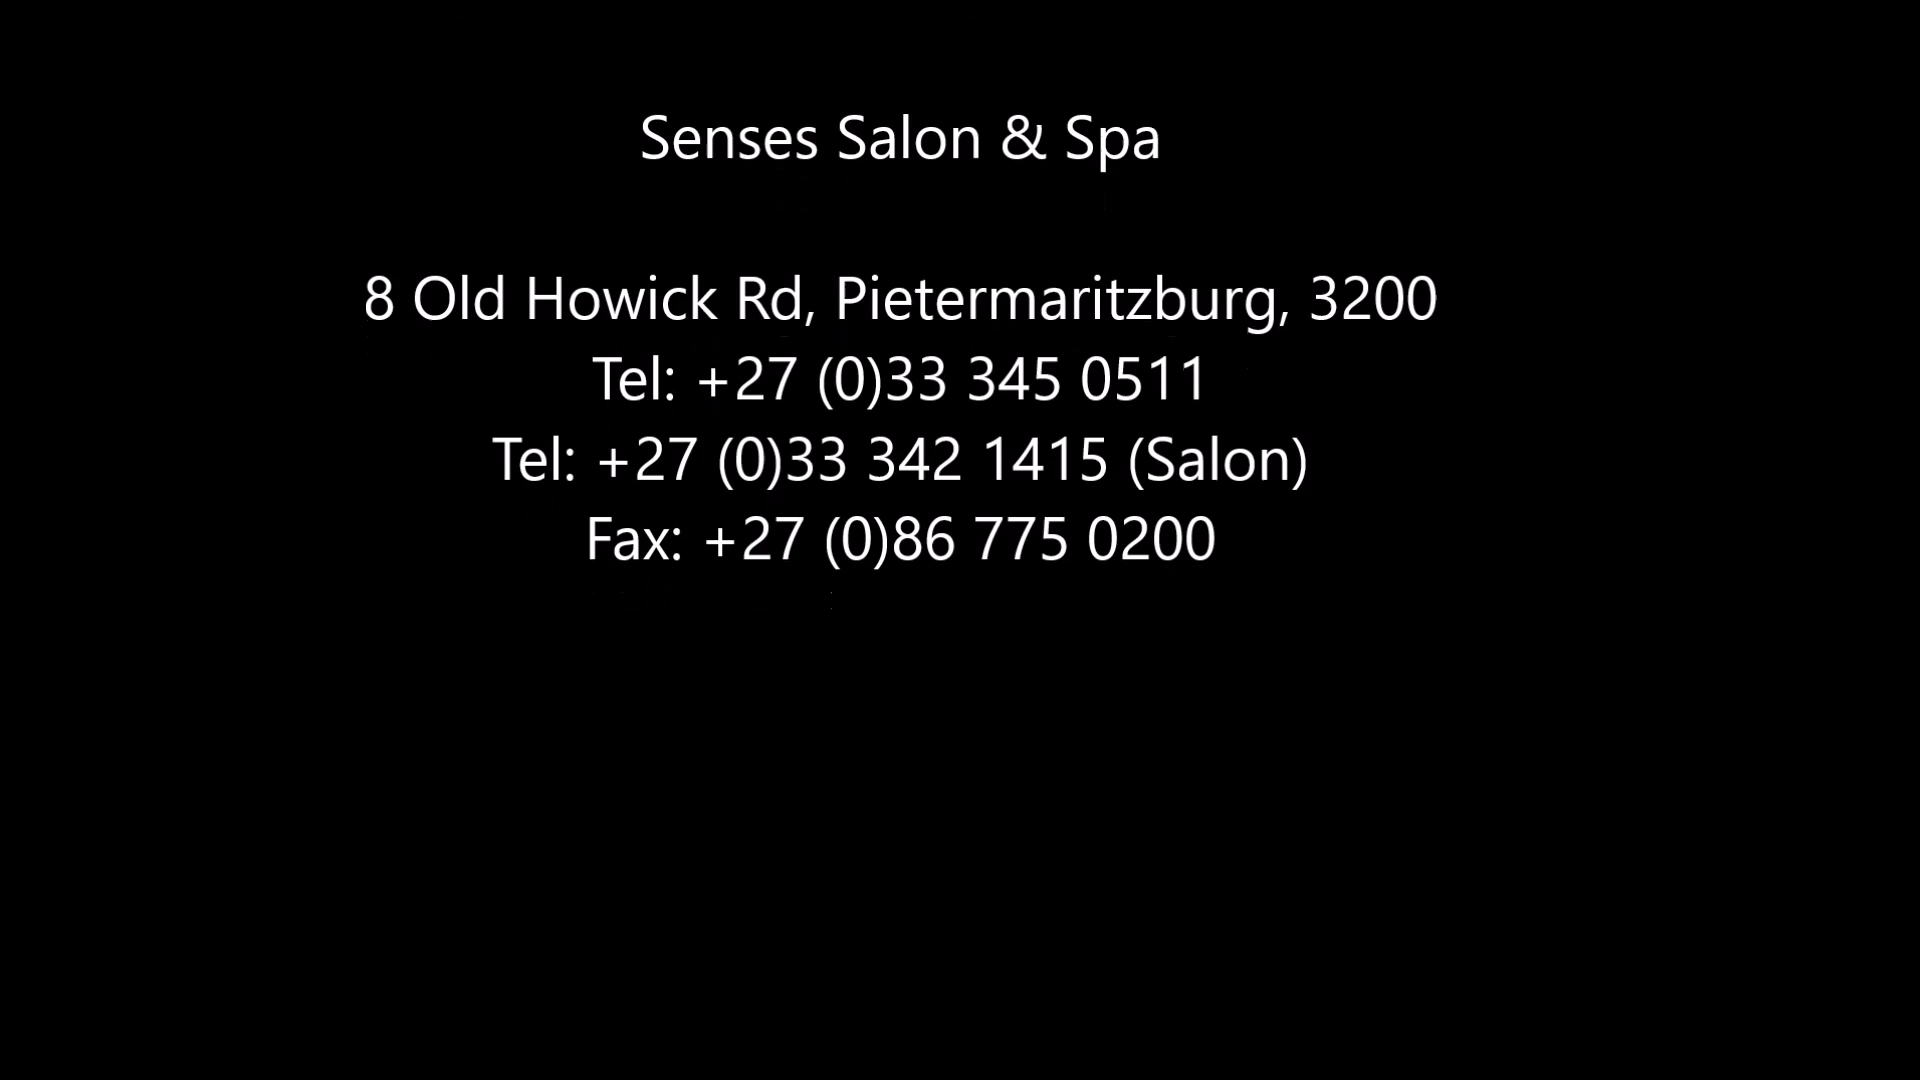 Senses Salon & Spa
8 Old Howick Rd, Pietermaritzburg, 3200
Tel: +27 (0)33 345 0511
Tel: +27 (0)33 342 1415 (Salon)
Fax: +27 (0)86 775 0200